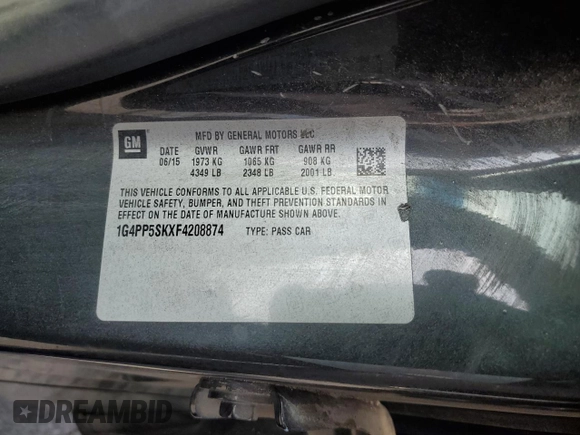 GM
MFD BY GENERAL MOTORS LLC
DATE GVWR GAWR FRT GAWR RR
06/15 1973 KG 1065 KG 908 KG
4349 LB 2348 LB 2001 LB
THIS VEHICLE CONFORMS TO ALL APPLICABLE U.S. FEDERAL MOTOR
VEHICLE SAFETY, BUMPER, AND THEFT PREVENTION STANDARDS IN
EFFECT ON THE DATE OF MANUFACTURE SHOWN ABOVE.
1G4PP5SKXF4208874 TYPE: PASS CAR
DREAMBID